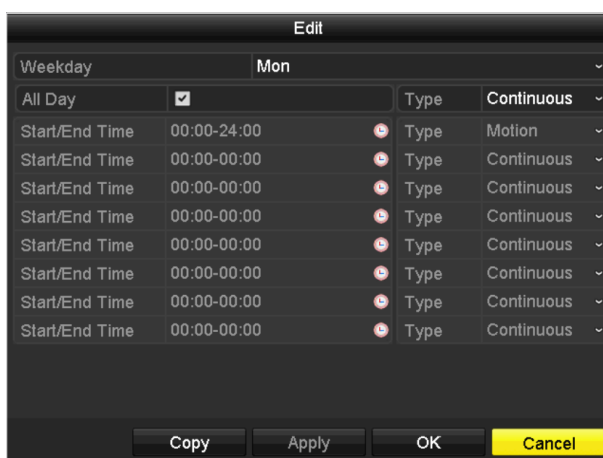 Edit
Weekday Mon
All Day Type Continuous
Start/End Time 00:00-24:00 Type Motion
Start/End Time 00:00-00:00 Type Continuous
Start/End Time 00:00-00:00 Type Continuous
Start/End Time 00:00-00:00 Type Continuous
Start/End Time 00:00-00:00 Type Continuous
Start/End Time 00:00-00:00 Type Continuous
Start/End Time 00:00-00:00 Type Continuous
Start/End Time 00:00-00:00 Type Continuous
Copy Apply OK Cancel